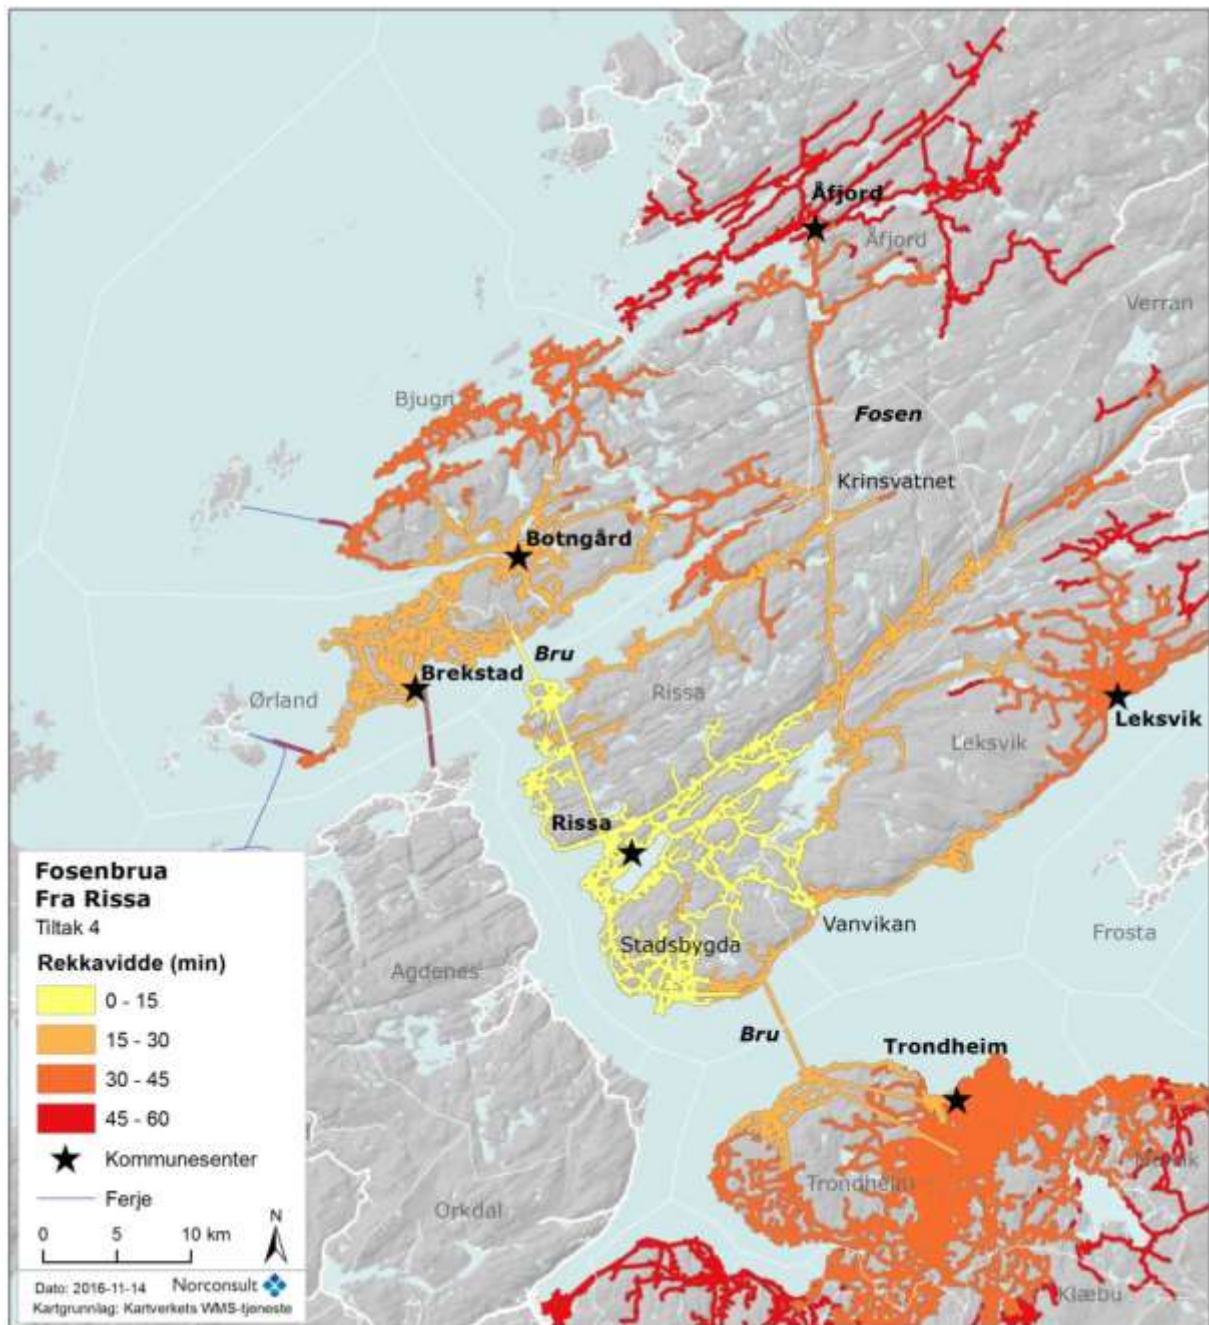 Åfjord
Åfjord
Verran
Bjugn
Fosen
Krinsvatnet
Botngård
Bru
Brekstad
Rissa
Ørland
Leksvik
Leksvik
Rissa
Vanvikan
Frosta
Stadsbygda
Agdenes
Bru
Trondheim
Trondheim
Orkdal
Klæbu
Fosenbrua
Fra Rissa
Tiltak 4
Rekkavidde (min)
0 - 15
15 - 30
30 - 45
45 - 60
Kommunesenter
Ferje
N
0 5 10 km
Dato: 2016-11-14 Norconsult
Kartgrunnlag: Kartverkets WMS-tjeneste